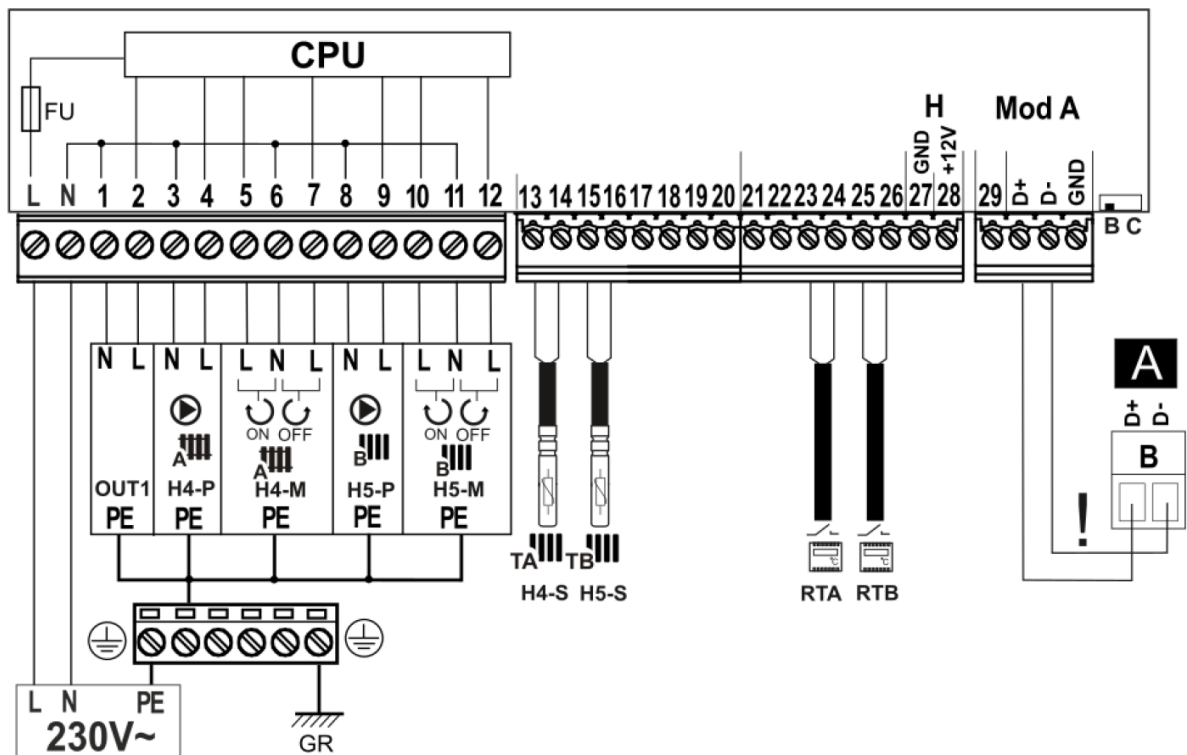 CPU
FU
H
Mod A
GND
+12V
D+
D-
GND
L N 1 2 3 4 5 6 7 8 9 10 11 12
13 14 15 16 17 18 19 20
21 22 23 24 25 26 27 28
29
B C
N L N L L N L N L L N L
ON OFF
ON OFF
A
A
B
B
OUT1 H4-P H4-M H5-P H5-M
PE PE PE PE PE
TA TB
H4-S H5-S
°C °C
RTA RTB
A
D+
D-
B
!
L N PE
230V~
GR